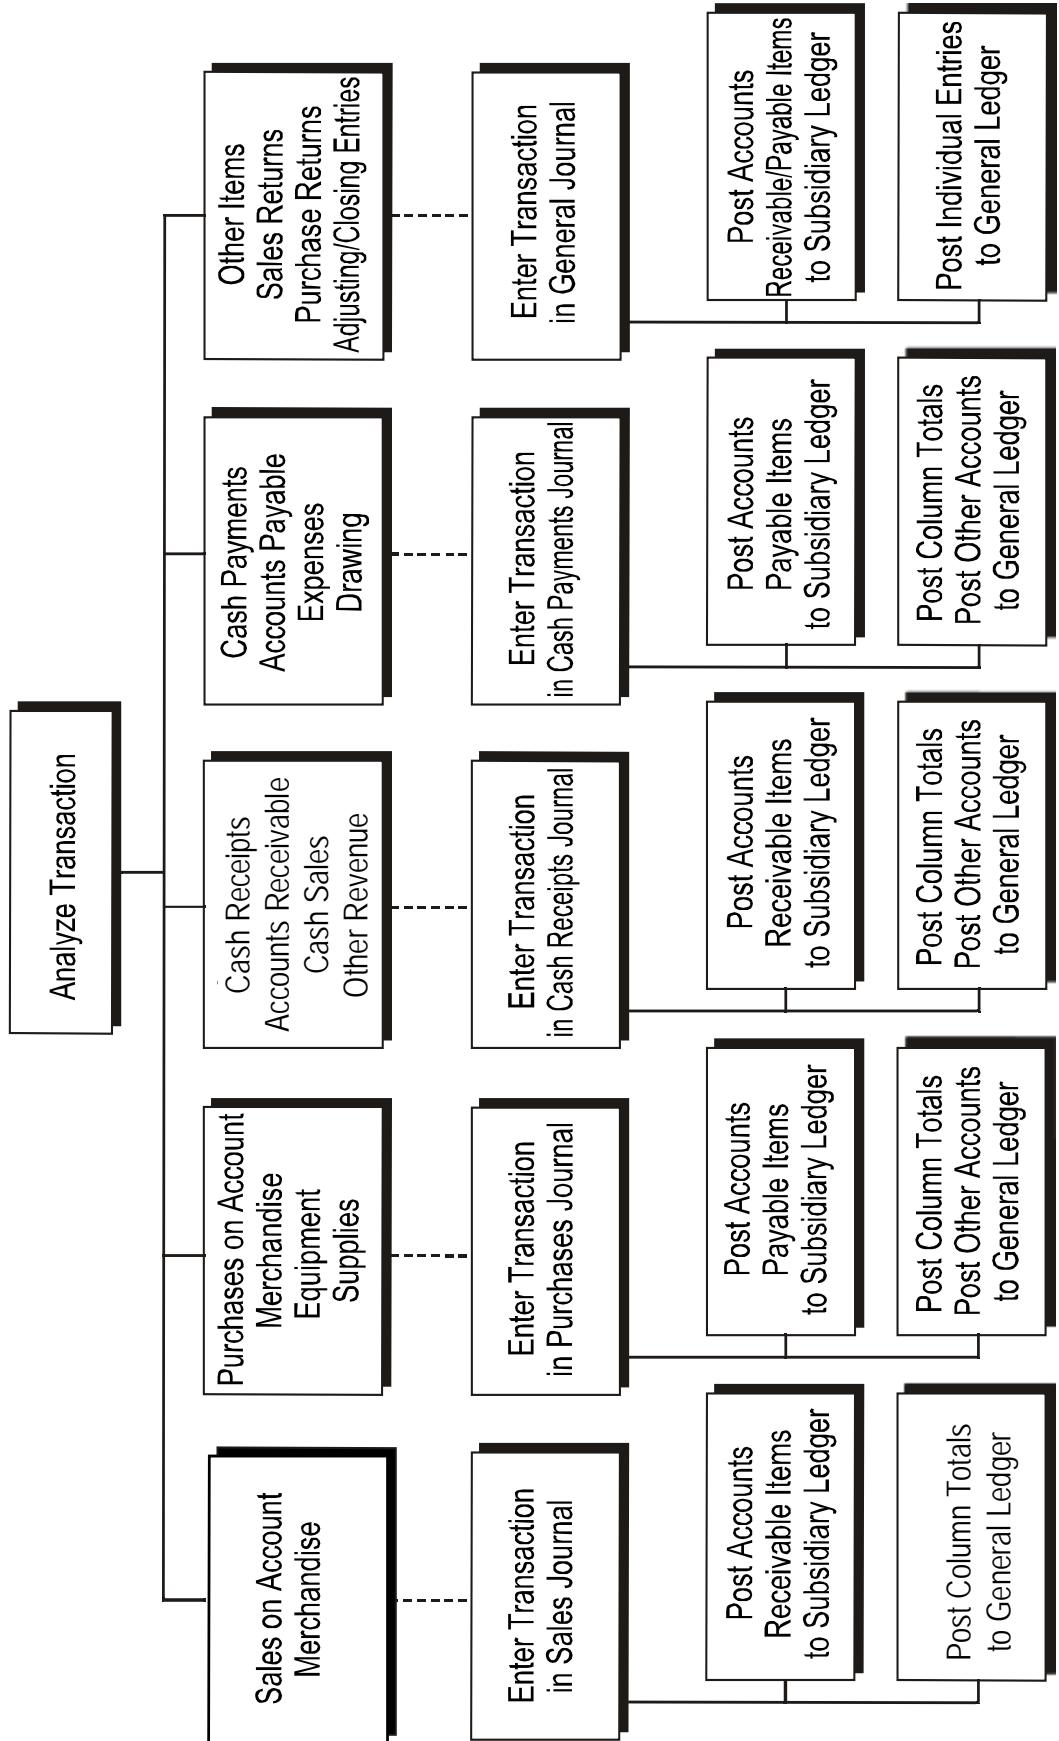 Analyze Transaction
Sales on Account
Merchandise
Purchases on Account
Merchandise
Equipment
Supplies
Cash Receipts
Accounts Receivable
Cash Sales
Other Revenue
Cash Payments
Accounts Payable
Expenses
Drawing
Other Items
Sales Returns
Purchase Returns
Adjusting/Closing Entries
Enter Transaction
in Sales Journal
Enter Transaction
in Purchases Journal
Enter Transaction
in Cash Receipts Journal
Enter Transaction
in Cash Payments Journal
Enter Transaction
in General Journal
Post Accounts
Receivable Items
to Subsidiary Ledger
Post Accounts
Payable Items
to Subsidiary Ledger
Post Accounts
Receivable Items
to Subsidiary Ledger
Post Accounts
Payable Items
to Subsidiary Ledger
Post Accounts
Receivable/Payable Items
to Subsidiary Ledger
Post Column Totals
to General Ledger
Post Column Totals
Post Other Accounts
to General Ledger
Post Column Totals
Post Other Accounts
to General Ledger
Post Column Totals
Post Other Accounts
to General Ledger
Post Individual Entries
to General Ledger